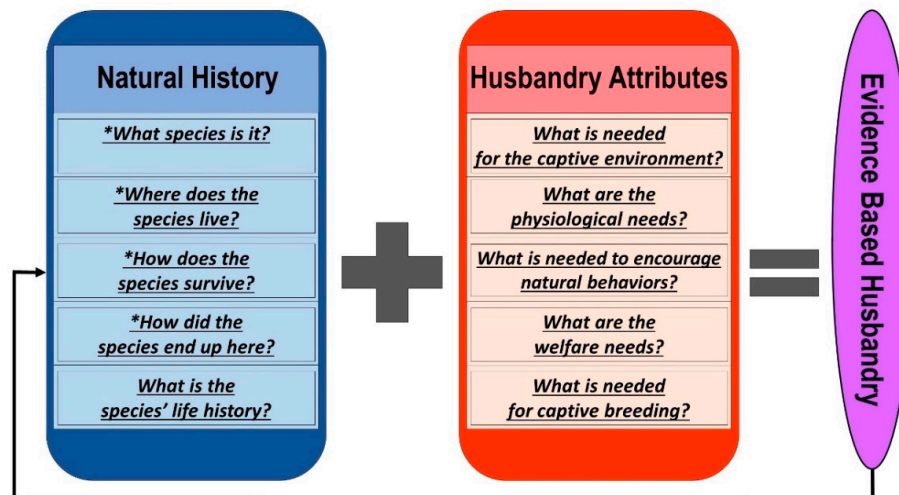 Natural History
*What species is it?
*Where does the
species live?
*How does the
species survive?
*How did the
species end up here?
What is the
species' life history?
Husbandry Attributes
What is needed
for the captive environment?
What are the
physiological needs?
What is needed to encourage
natural behaviors?
What are the
welfare needs?
What is needed
for captive breeding?
Evidence Based Husbandry